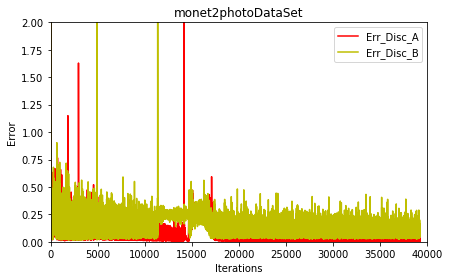 monet2photoDataSet
Err_Disc_A
Err_Disc_B
Error
2.00
1.75
1.50
1.25
1.00
0.75
0.50
0.25
0.00
0 5000 10000 15000 20000 25000 30000 35000 40000
Iterations